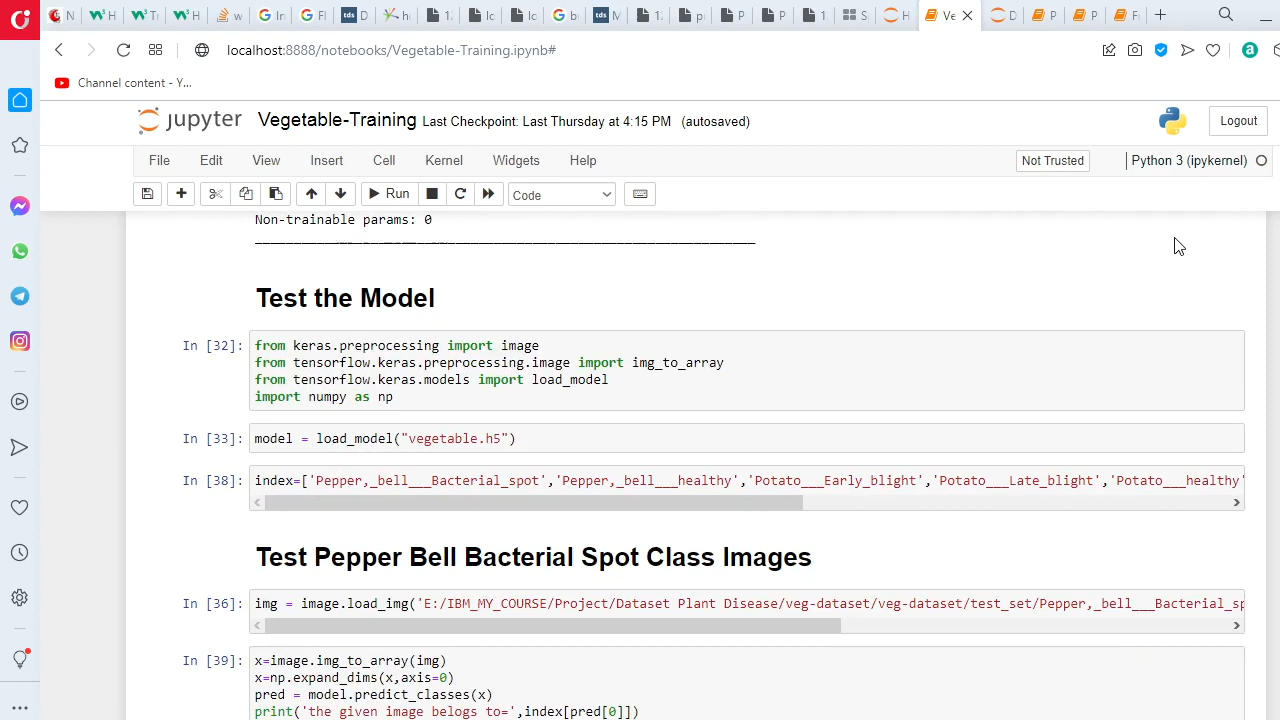 localhost:8888/notebooks/Vegetable-Training.ipynb#
Channel content - Y...
jupyter Vegetable-Training Last Checkpoint: Last Thursday at 4:15 PM (autosaved)
Logout
File Edit View Insert Cell Kernel Widgets Help
Not Trusted
Python 3 (ipykernel)
Run
Code
Non-trainable params: 0
Test the Model
In [32]: from keras.preprocessing import image
from tensorflow.keras.preprocessing.image import img_to_array
from tensorflow.keras.models import load_model
import numpy as np
In [33]: model = load_model("vegetable.h5")
In [38]: index=['Pepper,_bell___Bacterial_spot','Pepper,_bell___healthy','Potato___Early_blight','Potato___Late_blight','Potato___healthy'
Test Pepper Bell Bacterial Spot Class Images
In [36]: img = image.load_img('E:/IBM_MY_COURSE/Project/Dataset Plant Disease/veg-dataset/veg-dataset/test_set/Pepper,_bell___Bacterial_sp
In [39]: x=image.img_to_array(img)
x=np.expand_dims(x,axis=0)
pred = model.predict_classes(x)
print('the given image belogs to=',index[pred[0]])